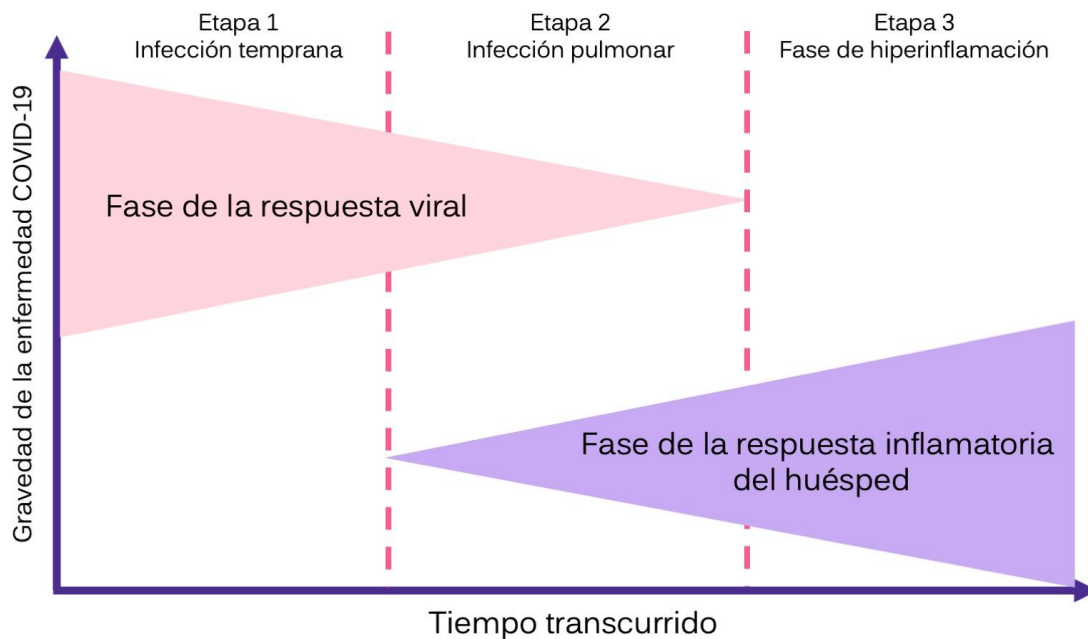 Etapa 1
Infección temprana
Etapa 2
Infección pulmonar
Etapa 3
Fase de hiperinflamación
Gravedad de la enfermedad COVID-19
Fase de la respuesta viral
Fase de la respuesta inflamatoria
del huésped
Tiempo transcurrido